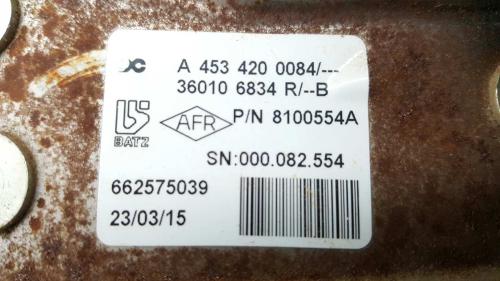 A 453 420 0084/---
36010 6834 R/--B
BATZ
AFR
P/N 8100554A
SN:000.082.554
662575039
23/03/15